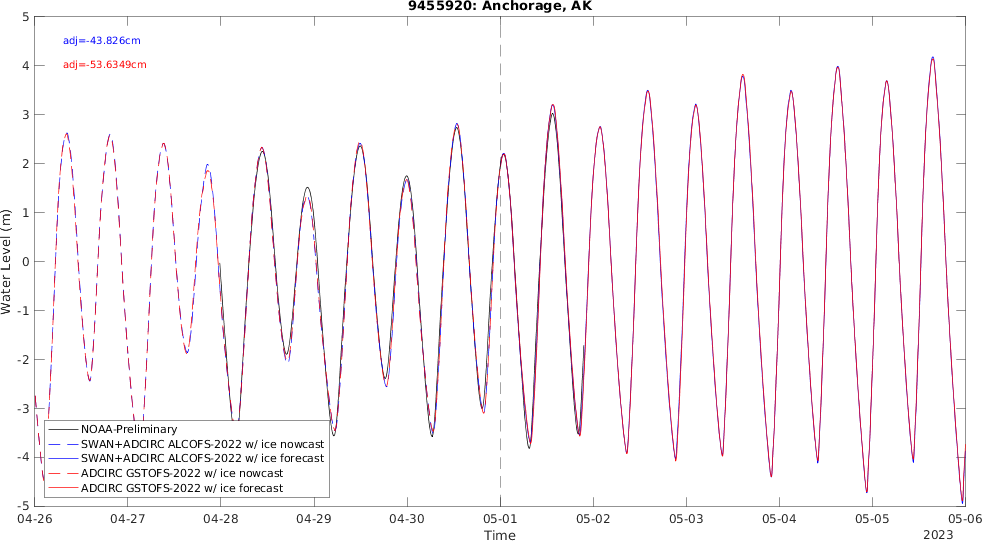 9455920: Anchorage, AK
adj=-43.826cm
adj=-53.6349cm
5
4
3
2
1
0
-1
-2
-3
-4
-5
Water Level (m)
NOAA-Preliminary
SWAN+ADCIRC ALCOFS-2022 w/ ice nowcast
SWAN+ADCIRC ALCOFS-2022 w/ ice forecast
ADCIRC GSTOFS-2022 w/ ice nowcast
ADCIRC GSTOFS-2022 w/ ice forecast
04-26 04-27 04-28 04-29 04-30 05-01 05-02 05-03 05-04 05-05 05-06
Time
2023